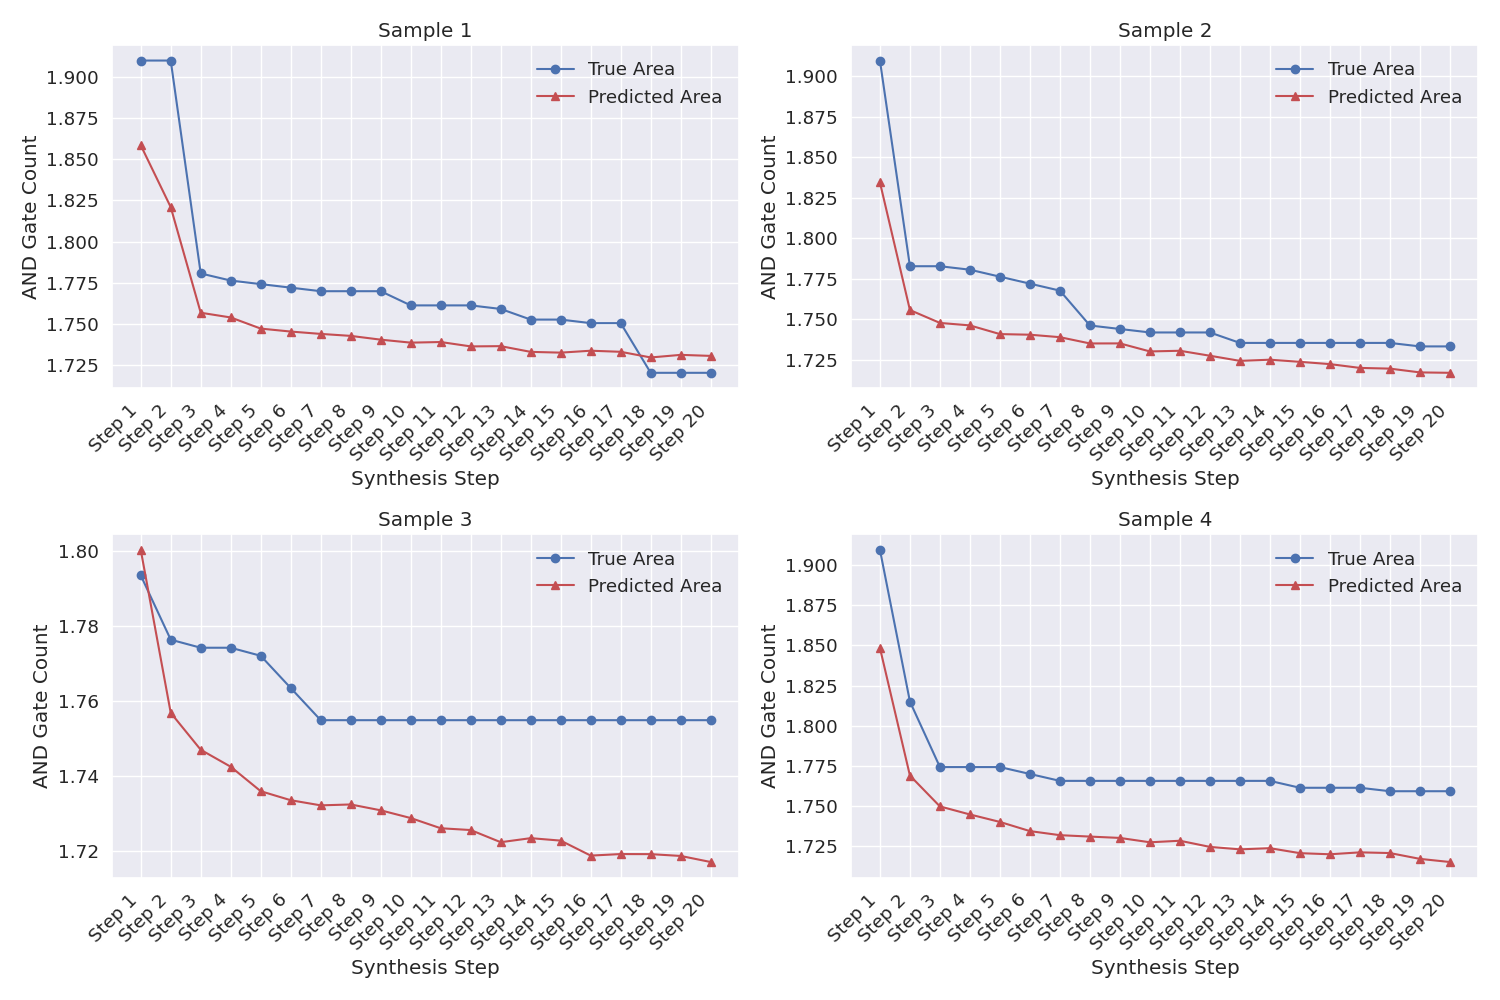 Sample 1
AND Gate Count
1.900
1.875
1.850
1.825
1.800
1.775
1.750
1.725
True Area
Predicted Area
Step 1
Step 2
Step 3
Step 4
Step 5
Step 6
Step 7
Step 8
Step 9
Step 10
Step 11
Step 12
Step 13
Step 14
Step 15
Step 16
Step 17
Step 18
Step 19
Step 20
Synthesis Step
Sample 2
AND Gate Count
1.900
1.875
1.850
1.825
1.800
1.775
1.750
1.725
True Area
Predicted Area
Step 1
Step 2
Step 3
Step 4
Step 5
Step 6
Step 7
Step 8
Step 9
Step 10
Step 11
Step 12
Step 13
Step 14
Step 15
Step 16
Step 17
Step 18
Step 19
Step 20
Synthesis Step
Sample 3
AND Gate Count
1.80
1.78
1.76
1.74
1.72
True Area
Predicted Area
Step 1
Step 2
Step 3
Step 4
Step 5
Step 6
Step 7
Step 8
Step 9
Step 10
Step 11
Step 12
Step 13
Step 14
Step 15
Step 16
Step 17
Step 18
Step 19
Step 20
Synthesis Step
Sample 4
AND Gate Count
1.900
1.875
1.850
1.825
1.800
1.775
1.750
1.725
True Area
Predicted Area
Step 1
Step 2
Step 3
Step 4
Step 5
Step 6
Step 7
Step 8
Step 9
Step 10
Step 11
Step 12
Step 13
Step 14
Step 15
Step 16
Step 17
Step 18
Step 19
Step 20
Synthesis Step